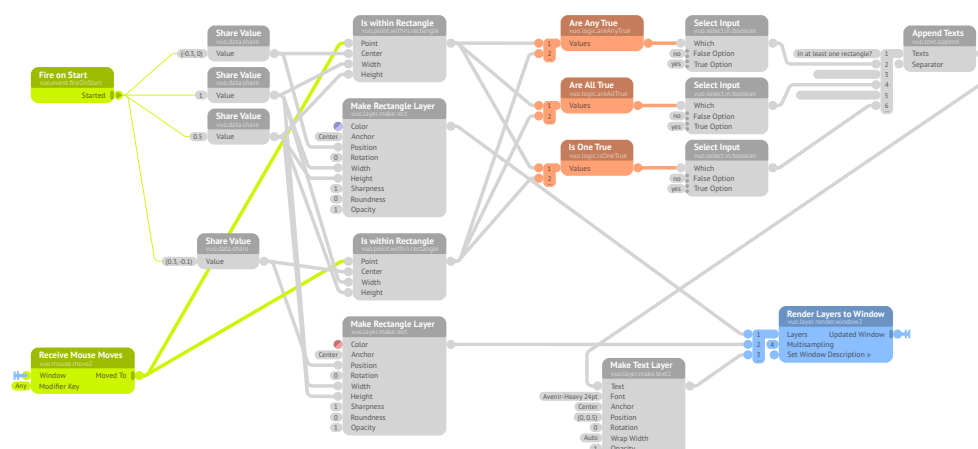 Fire on Start
vuo.event.fireOnStart
Started
Share Value
vuo.data.share
(-0.3, 0)
Value
Share Value
vuo.data.share
1
Value
Share Value
vuo.data.share
0.5
Value
Share Value
vuo.data.share
(0.3, -0.1)
Value
Receive Mouse Moves
vuo.mouse.move2
Window
Moved To
Any
Modifier Key
Is within Rectangle
vuo.point.within.rectangle
Point
Center
Width
Height
Make Rectangle Layer
vuo.layer.make.rect
Color
Center
Anchor
Position
0
Rotation
Width
Height
1
Sharpness
0
Roundness
1
Opacity
Is within Rectangle
vuo.point.within.rectangle
Point
Center
Width
Height
Make Rectangle Layer
vuo.layer.make.rect
Color
Center
Anchor
Position
0
Rotation
Width
Height
1
Sharpness
0
Roundness
1
Opacity
Are Any True
vuo.logic.areAnyTrue
1
Values
2
Are All True
vuo.logic.areAllTrue
1
Values
2
Is One True
vuo.logic.isOneTrue
1
Values
2
Select Input
vuo.select.in.boolean
Which
no
False Option
yes
True Option
Select Input
vuo.select.in.boolean
Which
no
False Option
yes
True Option
Select Input
vuo.select.in.boolean
Which
no
False Option
yes
True Option
Append Texts
vuo.text.append
In at least one rectangle?
1
Texts
2
Separator
3
4
5
6
Render Layers to Window
vuo.layer.render.window2
1
Layers
Updated Window
2
4
Multisampling
3
Set Window Description »
Make Text Layer
vuo.layer.make.text2
Text
Avenir-Heavy 24pt
Font
Center
Anchor
(0, 0.5)
Position
0
Rotation
Auto
Wrap Width
1
Opacity